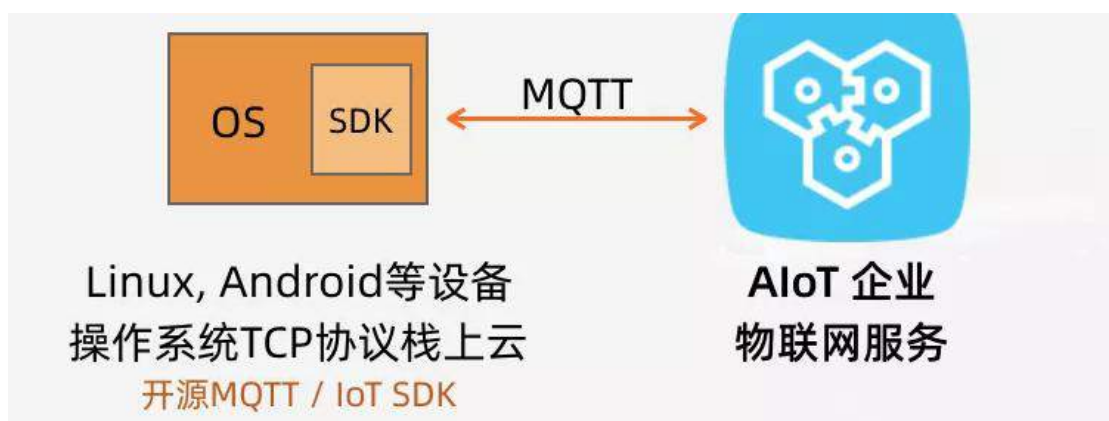 OS
SDK
MQTT
Linux, Android等设备
操作系统TCP协议栈上云
开源MQTT / IoT SDK
AIoT 企业
物联网服务